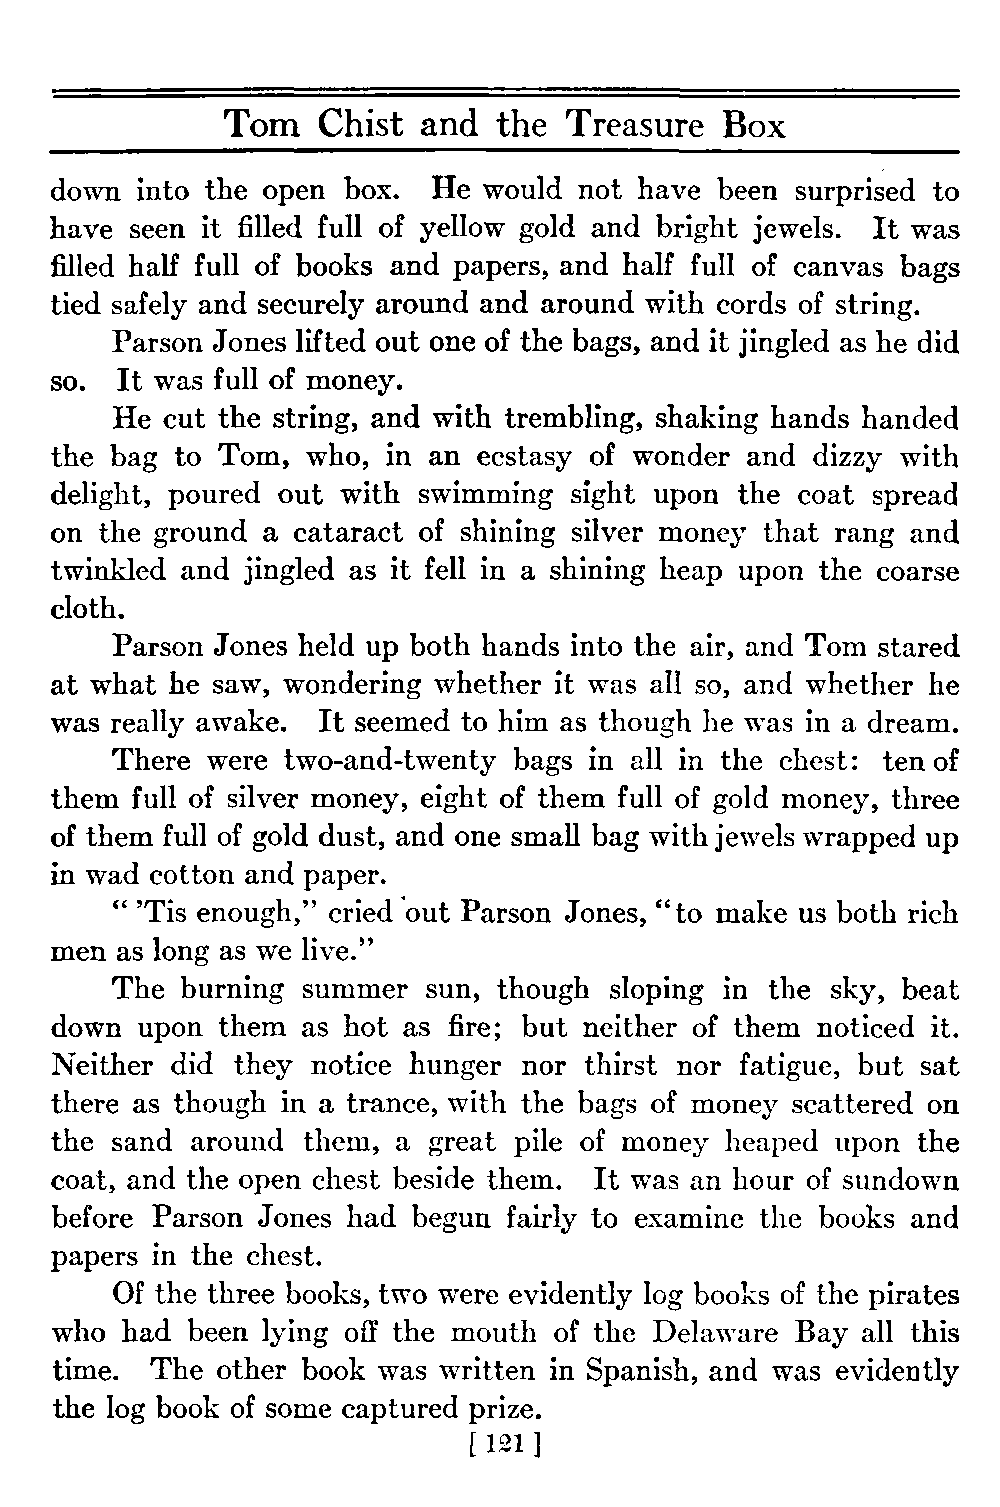 Tom Chist and the Treasure Box
down into the open box. He would not have been surprised to
have seen it filled full of yellow gold and bright jewels. It was
filled half full of books and papers, and half full of canvas bags
tied safely and securely around and around with cords of string.
Parson Jones lifted out one of the bags, and it jingled as he did
so. It was full of money.
He cut the string, and with trembling, shaking hands handed
the bag to Tom, who, in an ecstasy of wonder and dizzy with
delight, poured out with swimming sight upon the coat spread
on the ground a cataract of shining silver money that rang and
twinkled and jingled as it fell in a shining heap upon the coarse
cloth.
Parson Jones held up both hands into the air, and Tom stared
at what he saw, wondering whether it was all so, and whether he
was really awake. It seemed to him as though he was in a dream.
There were two-and-twenty bags in all in the chest: ten of
them full of silver money, eight of them full of gold money, three
of them full of gold dust, and one small bag with jewels wrapped up
in wad cotton and paper.
“ ’Tis enough,” cried out Parson Jones, “to make us both rich
men as long as we live.”
The burning summer sun, though sloping in the sky, beat
down upon them as hot as fire; but neither of them noticed it.
Neither did they notice hunger nor thirst nor fatigue, but sat
there as though in a trance, with the bags of money scattered on
the sand around them, a great pile of money heaped upon the
coat, and the open chest beside them. It was an hour of sundown
before Parson Jones had begun fairly to examine the books and
papers in the chest.
Of the three books, two were evidently log books of the pirates
who had been lying off the mouth of the Delaware Bay all this
time. The other book was written in Spanish, and was evidently
the log book of some captured prize.
[ 121 ]